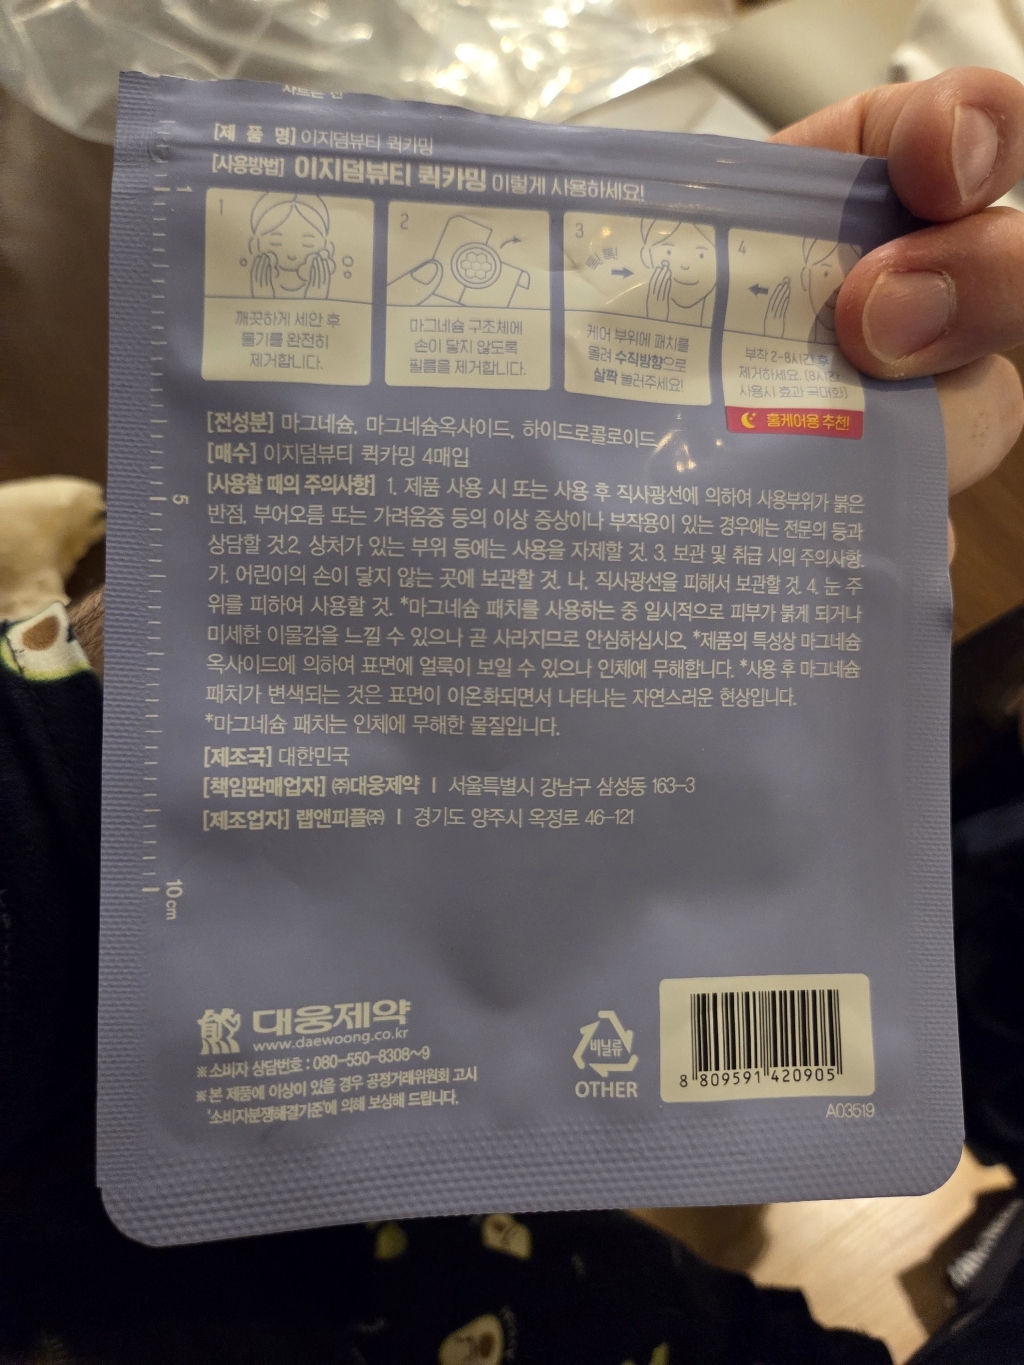 [제 품 명] 이지덤뷰티 퀵카밍
[사용방법] 이지덤뷰티 퀵카밍 이렇게 사용하세요!
1
깨끗하게 세안 후
물기를 완전히
제거합니다.
2
마그네슘 구조체에
손이 닿지 않도록
필름을 제거합니다.
3
케어 부위에 패치를
올려 수직방향으로
살짝 눌러주세요!
4
부착 2-8시간 후
제거하세요. (8시간
사용시 효과 극대화)
홈케어용 추천!
[전성분] 마그네슘, 마그네슘옥사이드, 하이드로콜로이드
[매수] 이지덤뷰티 퀵카밍 4매입
[사용할 때의 주의사항] 1. 제품 사용 시 또는 사용 후 직사광선에 의하여 사용부위가 붉은
반점, 부어오름 또는 가려움증 등의 이상 증상이나 부작용이 있는 경우에는 전문의 등과
상담할 것.2. 상처가 있는 부위 등에는 사용을 자제할 것. 3. 보관 및 취급 시의 주의사항.
가. 어린이의 손이 닿지 않는 곳에 보관할 것. 나. 직사광선을 피해서 보관할 것. 4. 눈 주
위를 피하여 사용할 것. *마그네슘 패치를 사용하는 중 일시적으로 피부가 붉게 되거나
미세한 이물감을 느낄 수 있으나 곧 사라지므로 안심하십시오. *제품의 특성상 마그네슘
옥사이드에 의하여 표면에 얼룩이 보일 수 있으나 인체에 무해합니다. *사용 후 마그네슘
패치가 변색되는 것은 표면이 이온화되면서 나타나는 자연스러운 현상입니다.
*마그네슘 패치는 인체에 무해한 물질입니다.
[제조국] 대한민국
[책임판매업자] ㈜대웅제약 | 서울특별시 강남구 삼성동 163-3
[제조업자] 랩앤피플㈜ | 경기도 양주시 옥정로 46-121
1
5
10 cm
대웅제약
www.daewoong.co.kr
※소비자 상담번호 : 080-550-8308~9
※본 제품에 이상이 있을 경우 공정거래위원회 고시
'소비자분쟁해결기준'에 의해 보상해 드립니다.
비닐류
OTHER
8 809591 420905
A03519